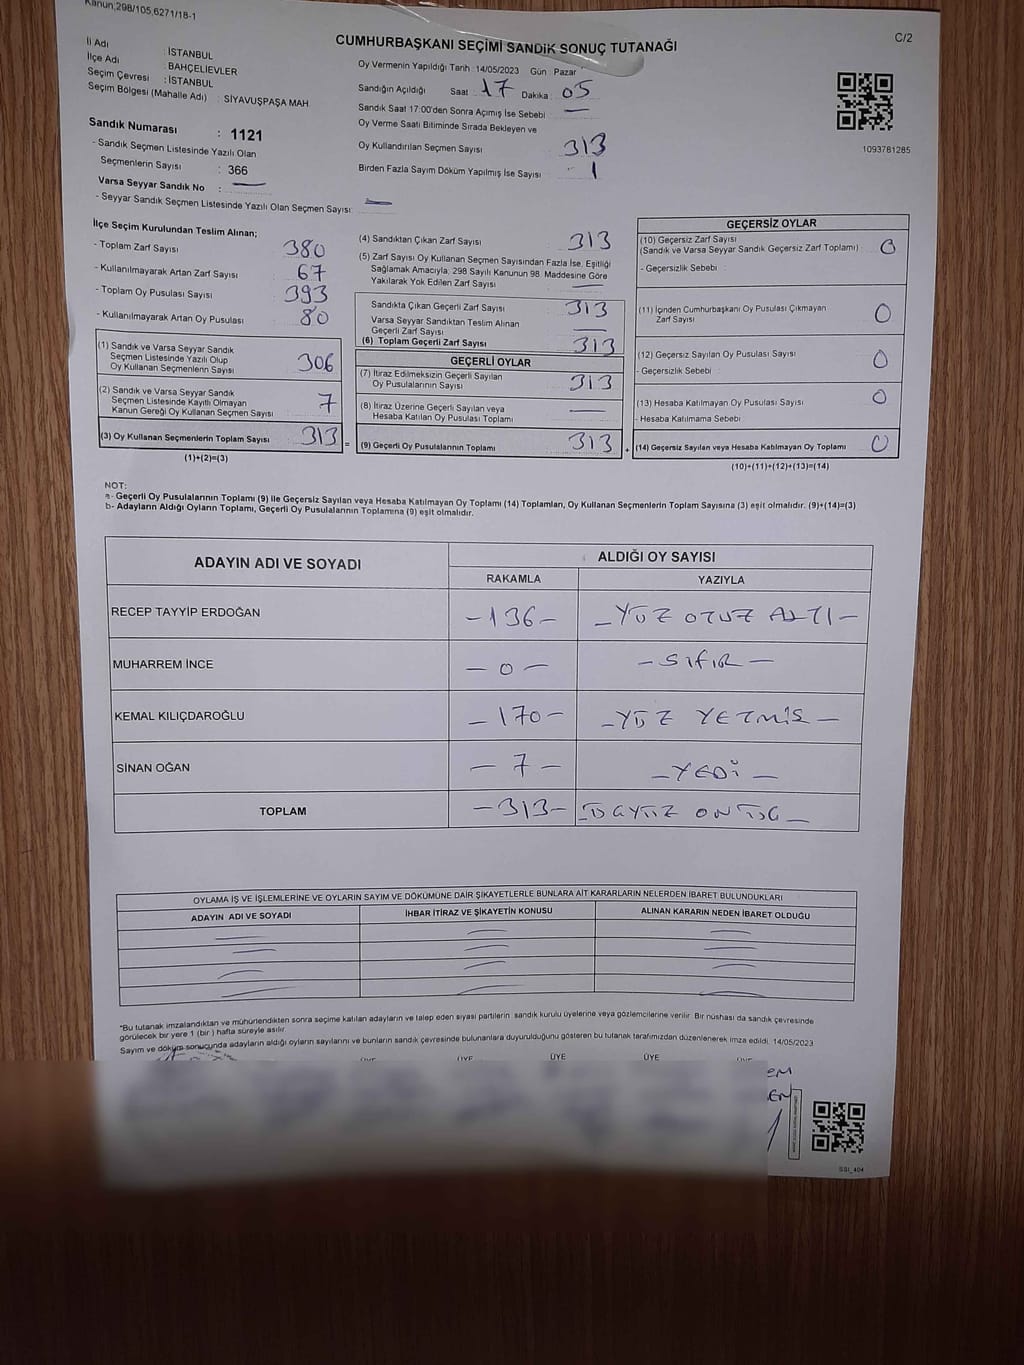 Kanun;298/105,6271/18-1
C/2
CUMHURBAŞKANI SEÇİMİ SANDIK SONUÇ TUTANAĞI
İl Adı : İSTANBUL
İlçe Adı : BAHÇELİEVLER
Seçim Çevresi : İSTANBUL
Seçim Bölgesi (Mahalle Adı) : SİYAVUŞPAŞA MAH.
Sandık Numarası : 1121
- Sandık Seçmen Listesinde Yazılı Olan
Seçmenlerin Sayısı : 366
Varsa Seyyar Sandık No : —
- Seyyar Sandık Seçmen Listesinde Yazılı Olan Seçmen Sayısı: —
Oy Vermenin Yapıldığı Tarih :14/05/2023 Gün : Pazar
Sandığın Açıldığı Saat : 17 Dakika : 05
Sandık Saat 17:00'den Sonra Açımış İse Sebebi : —
Oy Verme Saati Bitiminde Sırada Bekleyen ve
Oy Kullandırılan Seçmen Sayısı : 313
Birden Fazla Sayım Döküm Yapılmış İse Sayısı : 1
1093781285
İlçe Seçim Kurulundan Teslim Alınan;
- Toplam Zarf Sayısı : 380
- Kullanılmayarak Artan Zarf Sayısı : 67
- Toplam Oy Pusulası Sayısı : 393
- Kullanılmayarak Artan Oy Pusulası : 80
(1) Sandık ve Varsa Seyyar Sandık
Seçmen Listesinde Yazılı Olup
Oy Kullanan Seçmenlerin Sayısı : 306
(2) Sandık ve Varsa Seyyar Sandık
Seçmen Listesinde Kayıtlı Olmayan
Kanun Gereği Oy Kullanan Seçmen Sayısı : 7
(3) Oy Kullanan Seçmenlerin Toplam Sayısı : 313 =
(1)+(2)=(3)
(4) Sandıktan Çıkan Zarf Sayısı : 313
(5) Zarf Sayısı Oy Kullanan Seçmen Sayısından Fazla İse, Eşitliği
Sağlamak Amacıyla, 298 Sayılı Kanunun 98. Maddesine Göre
Yakılarak Yok Edilen Zarf Sayısı : —
Sandıkta Çıkan Geçerli Zarf Sayısı : 313
Varsa Seyyar Sandıktan Teslim Alınan
Geçerli Zarf Sayısı : —
(6) Toplam Geçerli Zarf Sayısı : 313
GEÇERLİ OYLAR
(7) İtiraz Edilmeksizin Geçerli Sayılan
Oy Pusulalarının Sayısı : 313
(8) İtiraz Üzerine Geçerli Sayılan veya
Hesaba Katılan Oy Pusulası Toplamı : —
(9) Geçerli Oy Pusulalarının Toplamı : 313 +
GEÇERSİZ OYLAR
(10) Geçersiz Zarf Sayısı
(Sandık ve Varsa Seyyar Sandık Geçersiz Zarf Toplamı) : 0
- Geçersizlik Sebebi :
(11) İçinden Cumhurbaşkanı Oy Pusulası Çıkmayan
Zarf Sayısı : 0
(12) Geçersiz Sayılan Oy Pusulası Sayısı : 0
- Geçersizlik Sebebi :
(13) Hesaba Katılmayan Oy Pusulası Sayısı : 0
- Hesaba Katılmama Sebebi :
(14) Geçersiz Sayılan veya Hesaba Katılmayan Oy Toplamı : 0
(10)+(11)+(12)+(13)=(14)
NOT:
a- Geçerli Oy Pusulalarının Toplamı (9) ile Geçersiz Sayılan veya Hesaba Katılmayan Oy Toplamı (14) Toplamları, Oy Kullanan Seçmenlerin Toplam Sayısına (3) eşit olmalıdır. (9)+(14)=(3)
b- Adayların Aldığı Oyların Toplamı, Geçerli Oy Pusulalarının Toplamına (9) eşit olmalıdır.
ADAYIN ADI VE SOYADI ALDIĞI OY SAYISI
RAKAMLA YAZIYLA
RECEP TAYYİP ERDOĞAN –136– –YÜZ OTUZ ALTI–
MUHARREM İNCE –0– –SIFIR–
KEMAL KILIÇDAROĞLU –170– –YÜZ YETMİŞ–
SİNAN OĞAN –7– –YEDİ–
TOPLAM –313– –ÜÇYÜZ ONÜÇ–
OYLAMA İŞ VE İŞLEMLERİNE VE OYLARIN SAYIM VE DÖKÜMÜNE DAİR ŞİKAYETLERLE BUNLARA AİT KARARLARIN NELERDEN İBARET BULUNDUKLARI
ADAYIN ADI VE SOYADI İHBAR İTİRAZ VE ŞİKAYETİN KONUSU ALINAN KARARIN NEDEN İBARET OLDUĞU
*Bu tutanak imzalandıktan ve mühürlendikten sonra seçime katılan adayların ve talep eden siyasi partilerin sandık kurulu üyelerine veya gözlemcilerine verilir. Bir nüshası da sandık çevresinde
görülecek bir yere 1 (bir ) hafta süreyle asılır.
Sayım ve döküm sonucunda adayların aldığı oyların sayılarını ve bunların sandık çevresinde bulunanlara duyurulduğunu gösteren bu tutanak tarafımızdan düzenlenerek imza edildi. 14/05/2023
ÜYE ÜYE ÜYE ÜYE ÜYE
SSI_404